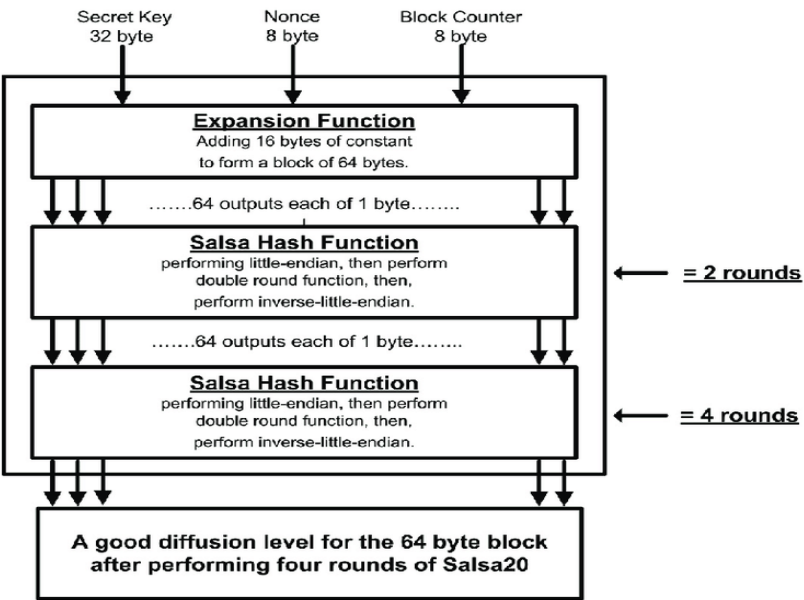 Secret Key
32 byte
Nonce
8 byte
Block Counter
8 byte
Expansion Function
Adding 16 bytes of constant
to form a block of 64 bytes.
…….64 outputs each of 1 byte……..
Salsa Hash Function
performing little-endian, then perform
double round function, then,
perform inverse-little-endian.
= 2 rounds
…….64 outputs each of 1 byte……..
Salsa Hash Function
performing little-endian, then perform
double round function, then,
perform inverse-little-endian.
= 4 rounds
A good diffusion level for the 64 byte block
after performing four rounds of Salsa20